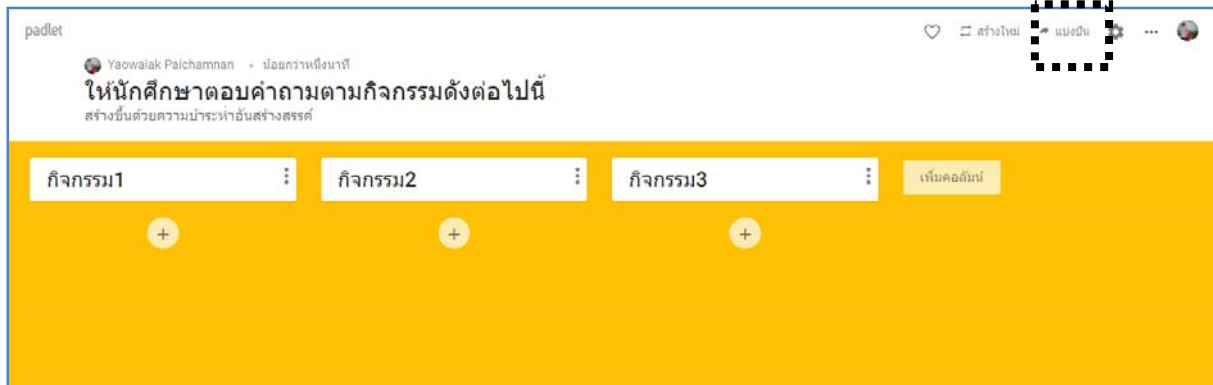 padlet
สร้างใหม่ แบ่งปัน
Yaowalak Paichamnan • น้อยกว่าหนึ่งนาที
ให้นักศึกษาตอบคำถามตามกิจกรรมดังต่อไปนี้
สร้างขึ้นด้วยความบ้าระห่ำอันสร้างสรรค์
กิจกรรม1 กิจกรรม2 กิจกรรม3 เพิ่มคอลัมน์